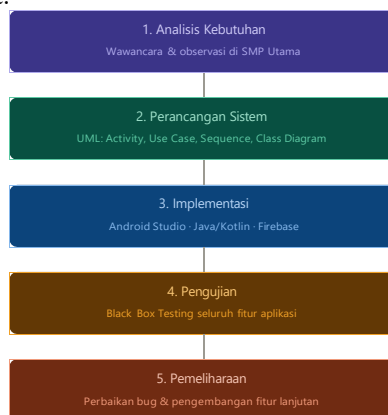 1. Analisis Kebutuhan
Wawancara & observasi di SMP Utama
2. Perancangan Sistem
UML: Activity, Use Case, Sequence, Class Diagram
3. Implementasi
Android Studio · Java/Kotlin · Firebase
4. Pengujian
Black Box Testing seluruh fitur aplikasi
5. Pemeliharaan
Perbaikan bug & pengembangan fitur lanjutan